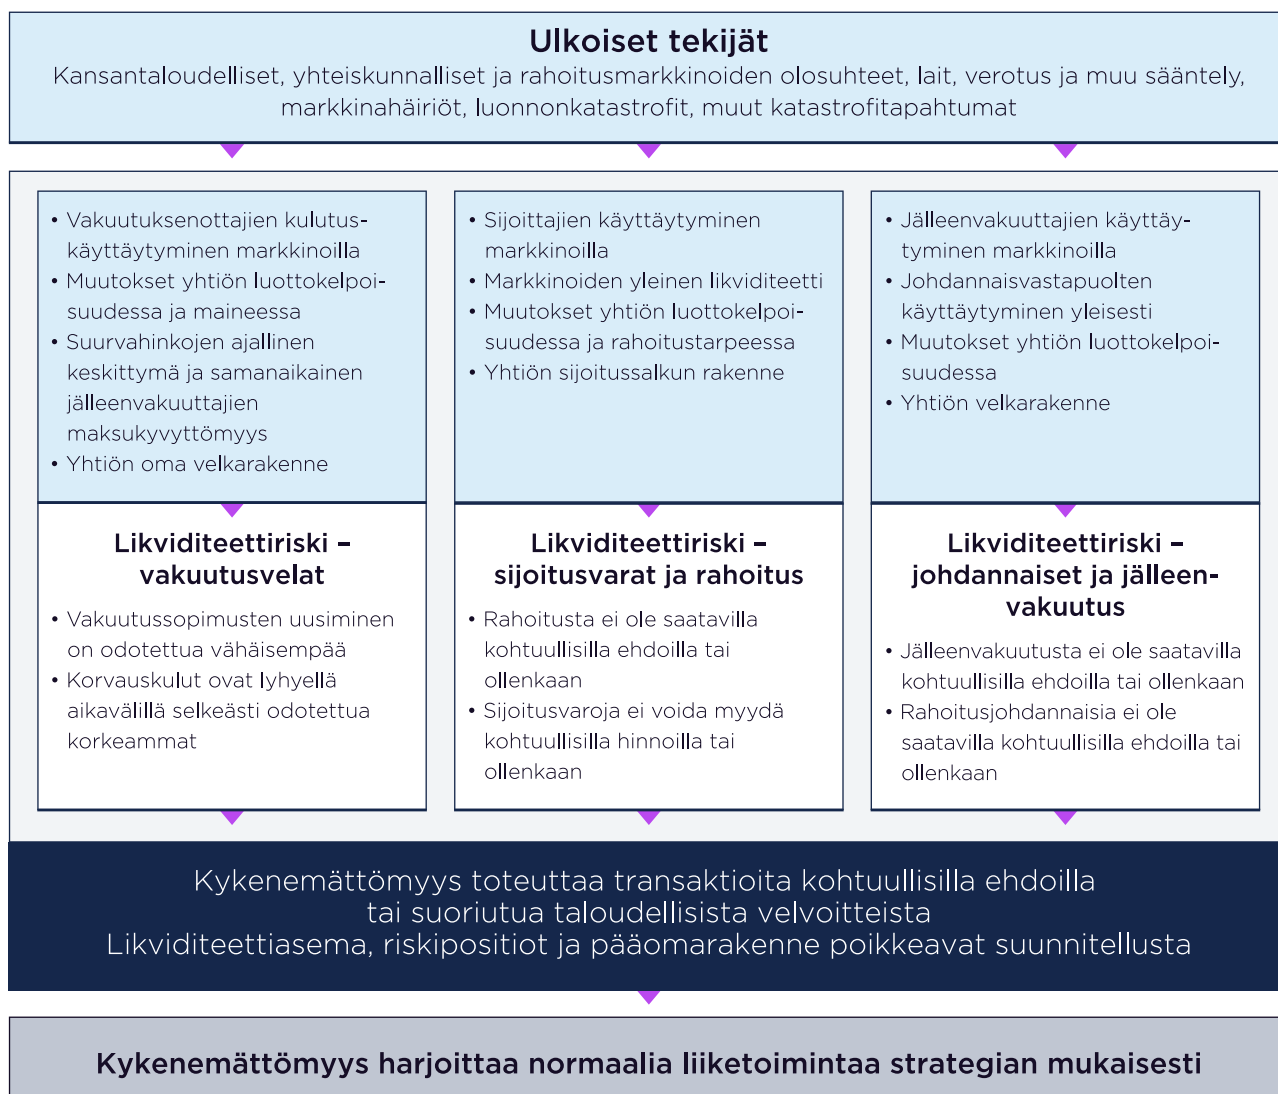 Ulkoiset tekijät
Kansantaloudelliset, yhteiskunnalliset ja rahoitusmarkkinoiden olosuhteet, lait, verotus ja muu sääntely,
markkinahäiriöt, luonnonkatastrofit, muut katastrofitapahtumat
• Vakuutuksenottajien kulutus-
käyttäytyminen markkinoilla
• Muutokset yhtiön luottokelpoi-
suudessa ja maineessa
• Suurvahinkojen ajallinen
keskittymä ja samanaikainen
jälleenvakuuttajien
maksukyvyttömyys
• Yhtiön oma velkarakenne
Likviditeettiriski –
vakuutusvelat
• Vakuutussopimusten uusiminen
on odotettua vähäisempää
• Korvauskulut ovat lyhyellä
aikavälillä selkeästi odotettua
korkeammat
• Sijoittajien käyttäytyminen
markkinoilla
• Markkinoiden yleinen likviditeetti
• Muutokset yhtiön luottokelpoi-
suudessa ja rahoitustarpeessa
• Yhtiön sijoitussalkun rakenne
Likviditeettiriski –
sijoitusvarat ja rahoitus
• Rahoitusta ei ole saatavilla
kohtuullisilla ehdoilla tai
ollenkaan
• Sijoitusvaroja ei voida myydä
kohtuullisilla hinnoilla tai
ollenkaan
• Jälleenvakuuttajien käyttäy-
tyminen markkinoilla
• Johdannaisvastapuolten
käyttäytyminen yleisesti
• Muutokset yhtiön luottokelpoi-
suudessa
• Yhtiön velkarakenne
Likviditeettiriski –
johdannaiset ja jälleen-
vakuutus
• Jälleenvakuutusta ei ole saatavilla
kohtuullisilla ehdoilla tai ollenkaan
• Rahoitusjohdannaisia ei ole
saatavilla kohtuullisilla ehdoilla tai
ollenkaan
Kykenemättömyys toteuttaa transaktioita kohtuullisilla ehdoilla
tai suoriutua taloudellisista velvoitteista
Likviditeettiasema, riskipositiot ja pääomarakenne poikkeavat suunnitellusta
Kykenemättömyys harjoittaa normaalia liiketoimintaa strategian mukaisesti